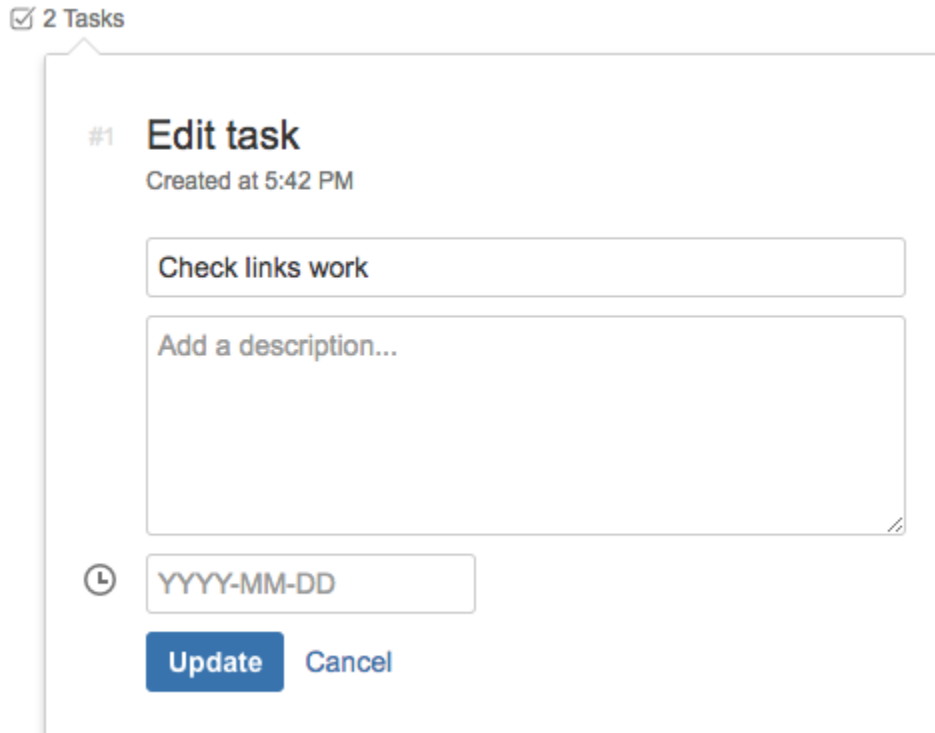 2 Tasks
#1 Edit task
Created at 5:42 PM
Check links work
Add a description...
YYYY-MM-DD
Update Cancel